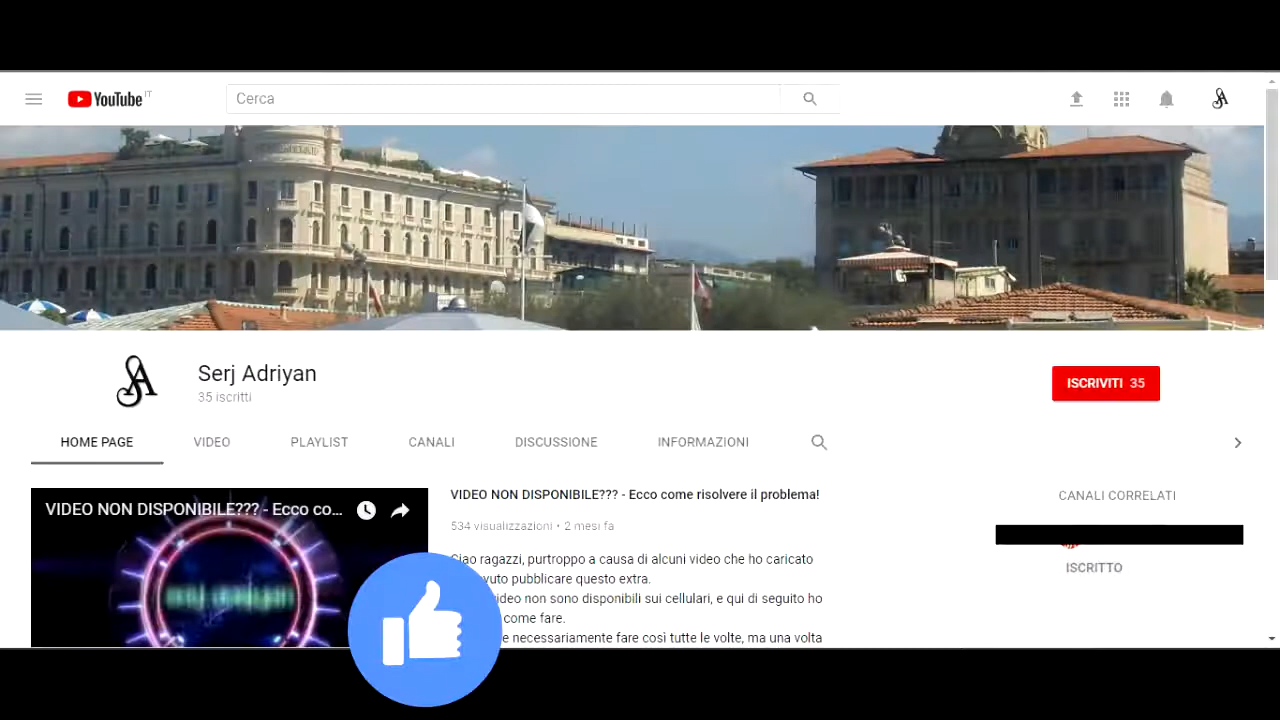 YouTube IT
Cerca
Serj Adriyan
35 iscritti
ISCRIVITI 35
HOME PAGE VIDEO PLAYLIST CANALI DISCUSSIONE INFORMAZIONI
VIDEO NON DISPONIBILE??? - Ecco co...
VIDEO NON DISPONIBILE??? - Ecco come risolvere il problema!
534 visualizzazioni • 2 mesi fa
Ciao ragazzi, purtroppo a causa di alcuni video che ho caricato
vuto pubblicare questo extra.
ideo non sono disponibili sui cellulari, e qui di seguito ho
come fare.
e necessariamente fare così tutte le volte, ma una volta
CANALI CORRELATI
ISCRITTO